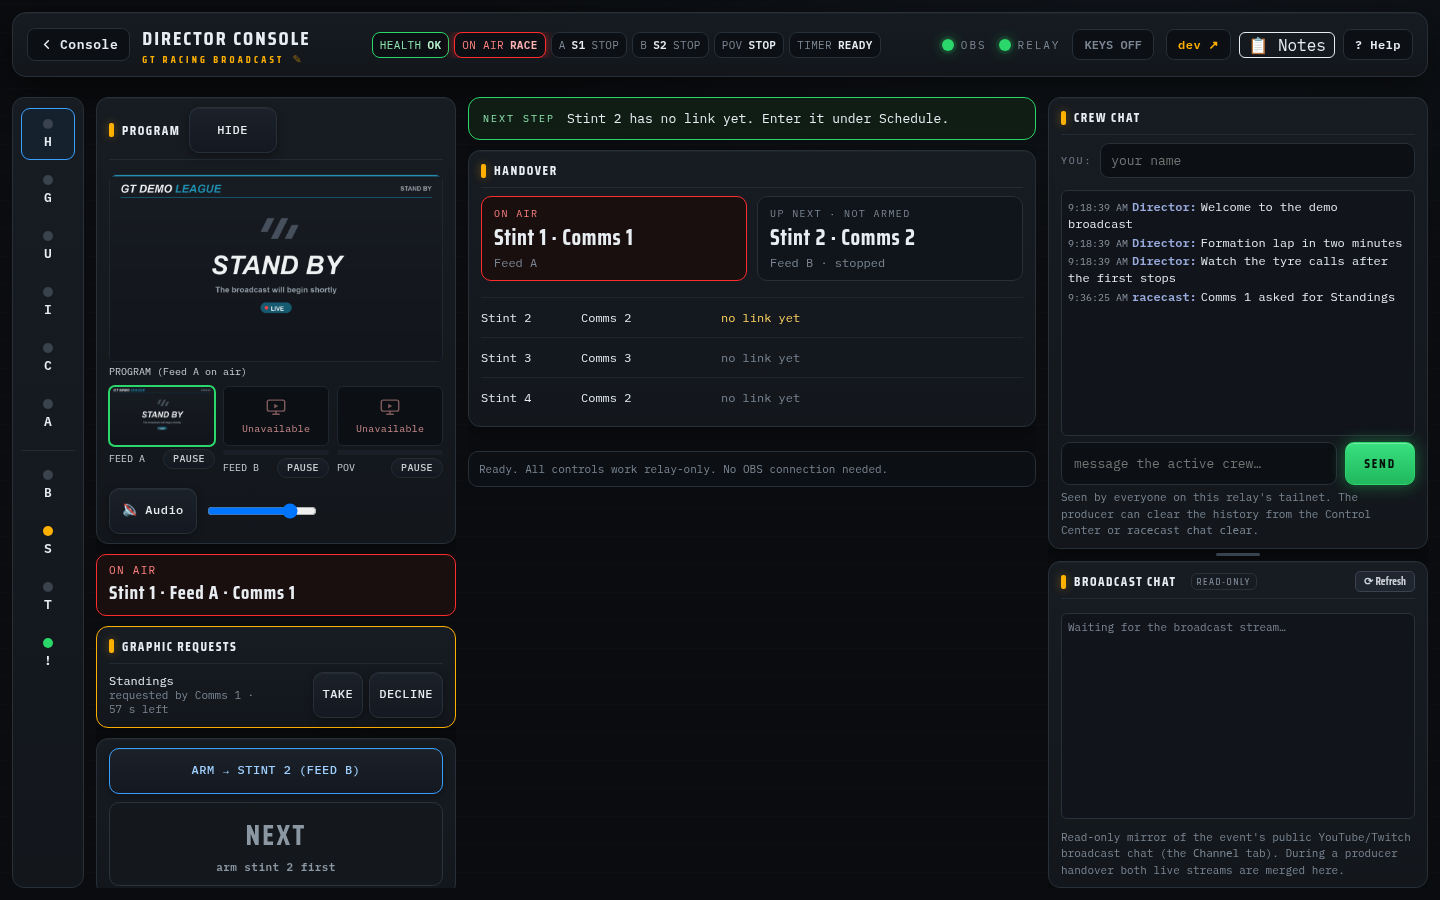 Console
DIRECTOR CONSOLE
GT RACING BROADCAST
HEALTH OK
ON AIR RACE
A S1 STOP
B S2 STOP
POV STOP
TIMER READY
OBS
RELAY
KEYS OFF
dev ↗
Notes
? Help
H
G
U
I
C
A
B
S
T
!
PROGRAM
HIDE
GT DEMO LEAGUE
STAND BY
STAND BY
The broadcast will begin shortly
LIVE
PROGRAM (Feed A on air)
STAND BY
Unavailable
Unavailable
FEED A
PAUSE
FEED B
PAUSE
POV
PAUSE
Audio
ON AIR
Stint 1 · Feed A · Comms 1
GRAPHIC REQUESTS
Standings
requested by Comms 1 ·
57 s left
TAKE
DECLINE
ARM → STINT 2 (FEED B)
NEXT
arm stint 2 first
NEXT STEP Stint 2 has no link yet. Enter it under Schedule.
HANDOVER
ON AIR
Stint 1 · Comms 1
Feed A
UP NEXT · NOT ARMED
Stint 2 · Comms 2
Feed B · stopped
Stint 2 Comms 2 no link yet
Stint 3 Comms 3 no link yet
Stint 4 Comms 2 no link yet
Ready. All controls work relay-only. No OBS connection needed.
CREW CHAT
YOU: your name
9:18:39 AM Director: Welcome to the demo
broadcast
9:18:39 AM Director: Formation lap in two minutes
9:18:39 AM Director: Watch the tyre calls after
the first stops
9:36:25 AM racecast: Comms 1 asked for Standings
message the active crew…
SEND
Seen by everyone on this relay's tailnet. The
producer can clear the history from the Control
Center or racecast chat clear.
BROADCAST CHAT
READ-ONLY
⟳ Refresh
Waiting for the broadcast stream…
Read-only mirror of the event's public YouTube/Twitch
broadcast chat (the Channel tab). During a producer
handover both live streams are merged here.